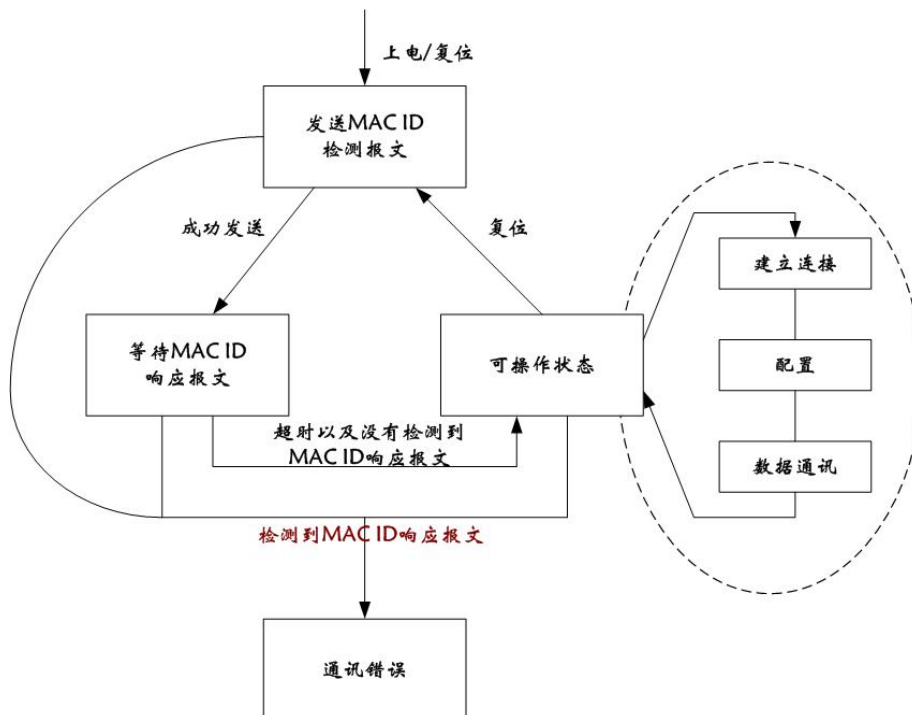 上电/复位
发送MAC ID
检测报文
成功发送
复位
建立连接
等待MAC ID
响应报文
可操作状态
配置
超时以及没有检测到
MAC ID响应报文
数据通讯
检测到MAC ID响应报文
通讯错误